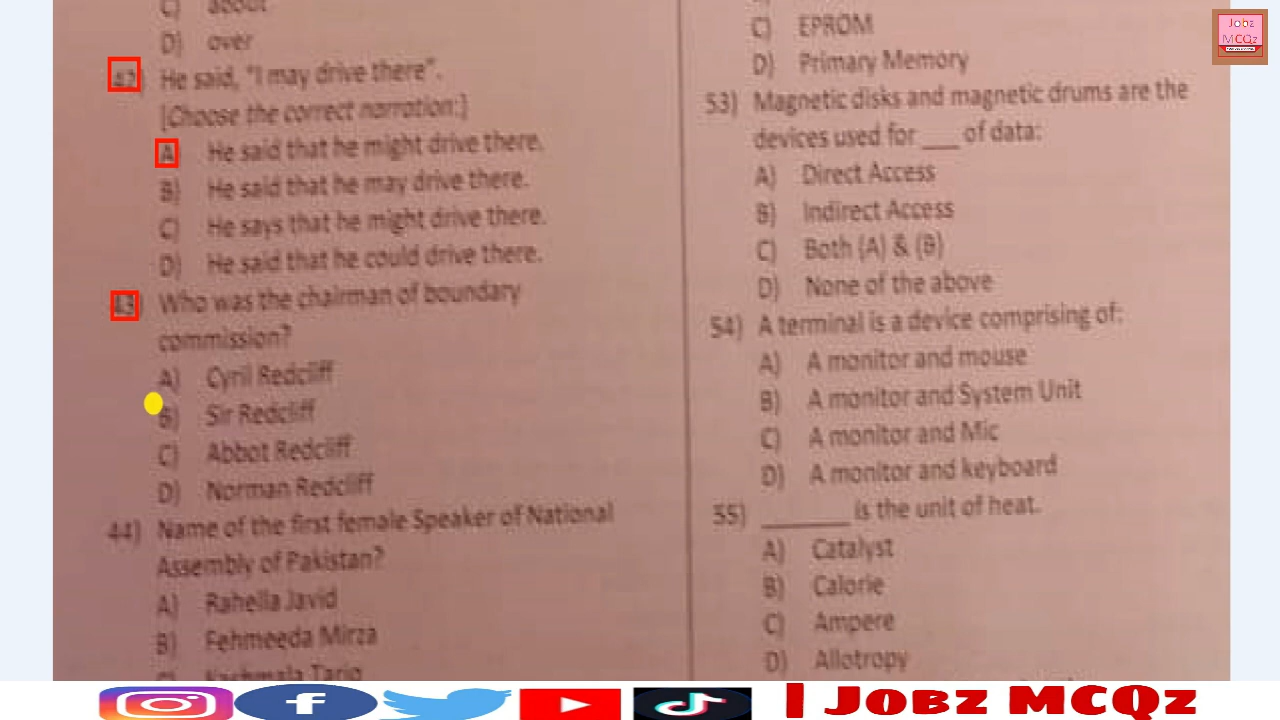 C) about
D) over
42) He said, "I may drive there".
[Choose the correct narration:]
A He said that he might drive there.
B) He said that he may drive there.
C) He says that he might drive there.
D) He said that he could drive there.
43) Who was the chairman of boundary
commission?
A) Cyril Redcliff
B) Sir Redcliff
C) Abbot Redcliff
D) Norman Redcliff
44) Name of the first female Speaker of National
Assembly of Pakistan?
A) Rahella Javid
B) Fehmeeda Mirza
C) Kashmala Tariq
C) EPROM
D) Primary Memory
53) Magnetic disks and magnetic drums are the
devices used for ___ of data:
A) Direct Access
B) Indirect Access
C) Both (A) & (B)
D) None of the above
54) A terminal is a device comprising of:
A) A monitor and mouse
B) A monitor and System Unit
C) A monitor and Mic
D) A monitor and keyboard
55) ________ is the unit of heat.
A) Catalyst
B) Calorie
C) Ampere
D) Allotropy
Jobz
MCQz
| Jobz MCQz